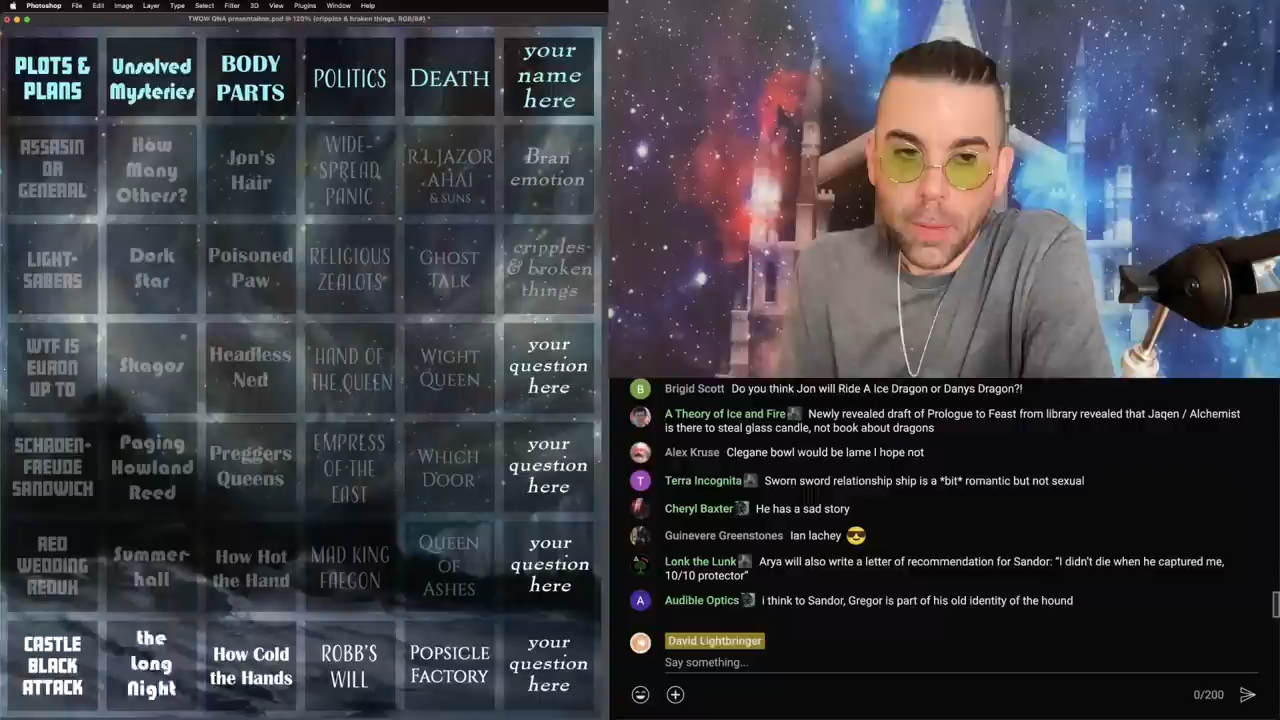 Photoshop File Edit Image Layer Type Select Filter 3D View Plugins Window Help
TWOW QNA presentaiton.psd @ 120% (cripples & broken things, RGB/8#) *
PLOTS &
PLANS
Unsolved
Mysteries
BODY
PARTS
POLITICS
DEATH
your
name
here
ASSASIN
OR
GENERAL
How
Many
Others?
Jon's
Hair
WIDE-
SPREAD
PANIC
R.L.JAZOR
AHAI
& SUNS
Bran
emotion
LIGHT-
SABERS
Dark
Star
Poisoned
Paw
RELIGIOUS
ZEALOTS
GHOST
TALK
cripples
& broken
things
WTF IS
EURON
UP TO
Skagos
Headless
Ned
HAND OF
THE QUEEN
WIGHT
QUEEN
your
question
here
SCHADEN-
FREUDE
SANDWICH
Paging
Howland
Reed
Preggers
Queens
EMPRESS
OF THE
EAST
WHICH
DOOR
your
question
here
RED
WEDDING
REDUX
Summer-
hall
How Hot
the Hand
MAD KING
FAEGON
QUEEN
OF
ASHES
your
question
here
CASTLE
BLACK
ATTACK
the
Long
Night
How Cold
the Hands
ROBB'S
WILL
POPSICLE
FACTORY
your
question
here
B Brigid Scott Do you think Jon will Ride A Ice Dragon or Danys Dragon?!
A Theory of Ice and Fire Newly revealed draft of Prologue to Feast from library revealed that Jaqen / Alchemist
is there to steal glass candle, not book about dragons
Alex Kruse Clegane bowl would be lame I hope not
T Terra Incognita Sworn sword relationship ship is a *bit* romantic but not sexual
Cheryl Baxter He has a sad story
Guinevere Greenstones Ian lachey 😎
Lonk the Lunk Arya will also write a letter of recommendation for Sandor: “I didn't die when he captured me,
10/10 protector”
A Audible Optics i think to Sandor, Gregor is part of his old identity of the hound
David Lightbringer
Say something...
0/200